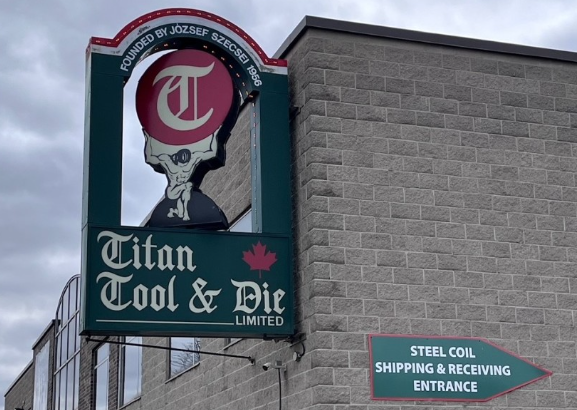 FOUNDED BY JÓZSEF SZECSEI 1956
T
Titan
Tool & Die
LIMITED
STEEL COIL
SHIPPING & RECEIVING
ENTRANCE